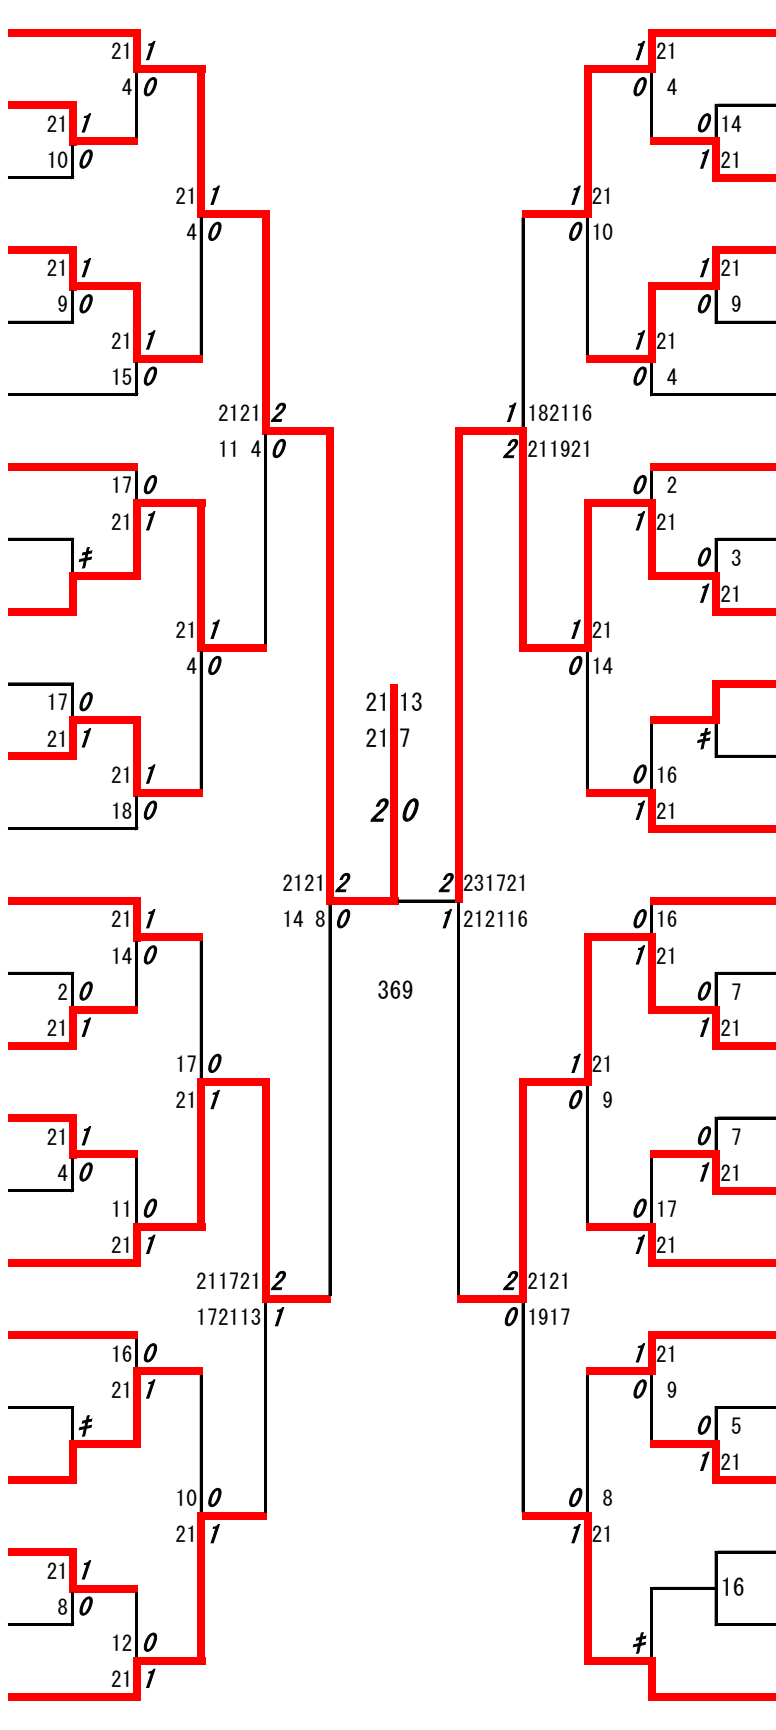 21 1 1 21
4 0 0 4
21 1 0 14
10 0 1 21
21 1 1 21
4 0 0 10
21 1 1 21
9 0 0 9
21 1 1 21
15 0 0 4
2121 2 1 182116
11 4 0 2 211921
17 0 0 2
21 1 1 21
≠ 0 3
1 21
21 1 1 21
4 0 0 14
17 0 21 13
21 1 21 7 ≠
21 1 0 16
18 0 2 0 1 21
2121 2 2 231721
14 8 0 1 212116
21 1 0 16
14 0 1 21
2 0 369 0 7
21 1 1 21
17 0 1 21
21 1 0 9
21 1 0 7
4 0 1 21
11 0 0 17
21 1 1 21
211721 2 2 2121
172113 1 0 1917
16 0 1 21
21 1 0 9
≠ 0 5
1 21
10 0 0 8
21 1 1 21
21 1 16
8 0
12 0 ≠
21 1